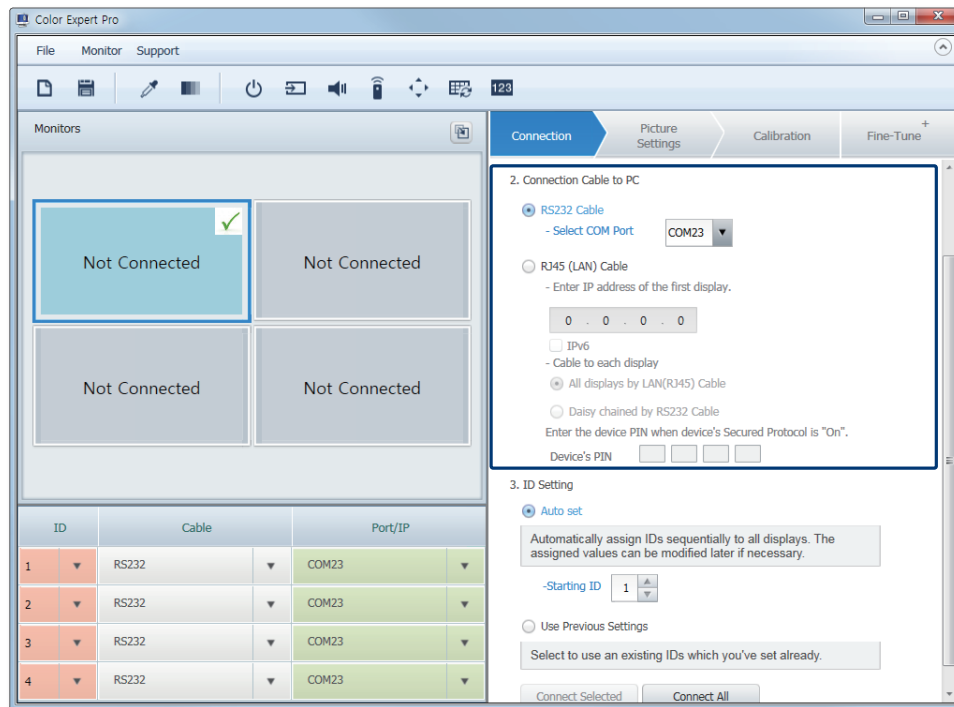 Color Expert Pro
File Monitor Support
123
Monitors
Connection
Picture
Settings
Calibration
Fine-Tune +
Not Connected
Not Connected
Not Connected
Not Connected
ID Cable Port/IP
1 RS232 COM23
2 RS232 COM23
3 RS232 COM23
4 RS232 COM23
2. Connection Cable to PC
RS232 Cable
- Select COM Port COM23
RJ45 (LAN) Cable
- Enter IP address of the first display.
0 . 0 . 0 . 0
IPv6
- Cable to each display
All displays by LAN(RJ45) Cable
Daisy chained by RS232 Cable
Enter the device PIN when device's Secured Protocol is "On".
Device's PIN
3. ID Setting
Auto set
Automatically assign IDs sequentially to all displays. The
assigned values can be modified later if necessary.
-Starting ID 1
Use Previous Settings
Select to use an existing IDs which you've set already.
Connect Selected Connect All